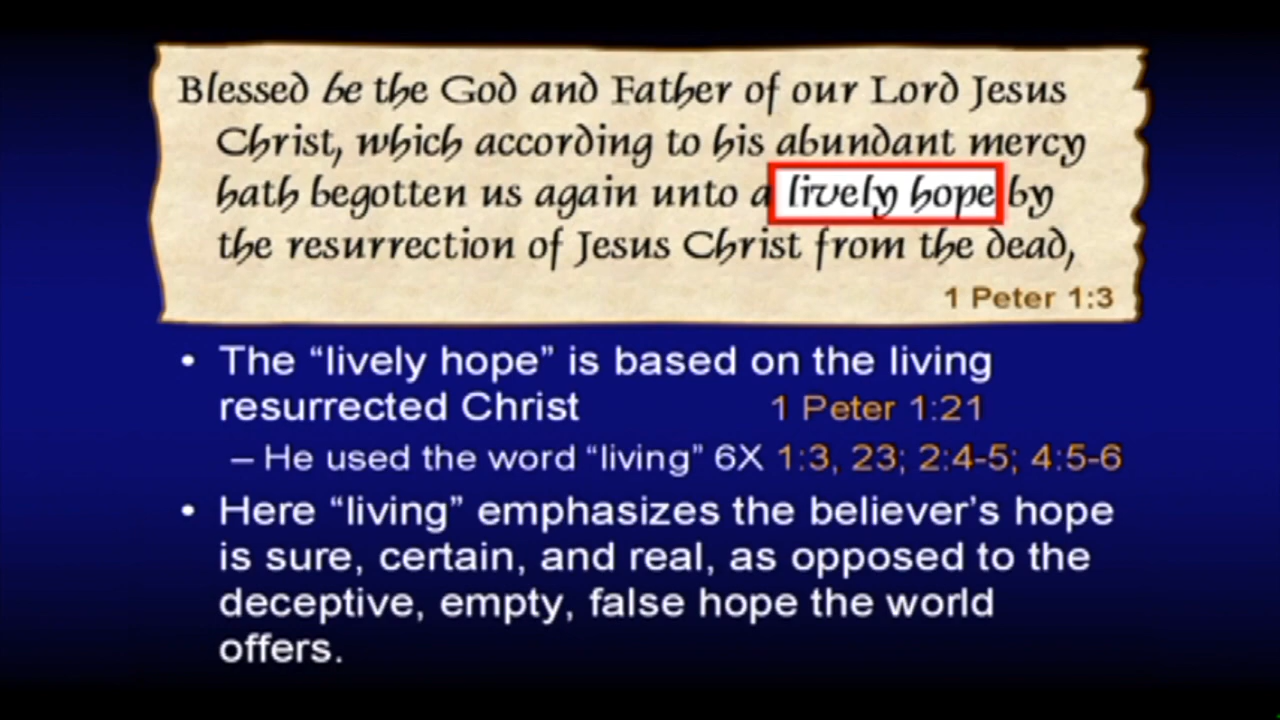 Blessed be the God and Father of our Lord Jesus
Christ, which according to his abundant mercy
hath begotten us again unto a lively hope by
the resurrection of Jesus Christ from the dead,
1 Peter 1:3
• The “lively hope” is based on the living
resurrected Christ 1 Peter 1:21
– He used the word “living” 6X 1:3, 23; 2:4-5; 4:5-6
• Here “living” emphasizes the believer’s hope
is sure, certain, and real, as opposed to the
deceptive, empty, false hope the world
offers.